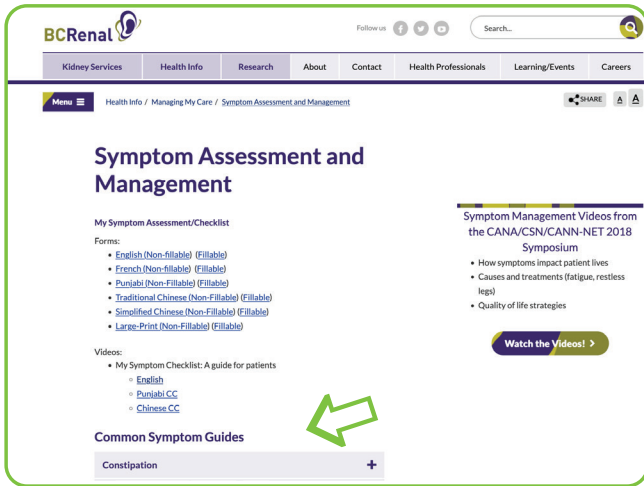 BCRenal
Follow us
Search...
Kidney Services
Health Info
Research
About
Contact
Health Professionals
Learning/Events
Careers
Menu
Health Info / Managing My Care / Symptom Assessment and Management
SHARE
A
A
Symptom Assessment and
Management
My Symptom Assessment/Checklist
Forms:
• English (Non-fillable) (Fillable)
• French (Non-fillable) (Fillable)
• Punjabi (Non-Fillable) (Fillable)
• Traditional Chinese (Non-Fillable) (Fillable)
• Simplified Chinese (Non-Fillable) (Fillable)
• Large-Print (Non-Fillable) (Fillable)
Videos:
• My Symptom Checklist: A guide for patients
○ English
○ Punjabi CC
○ Chinese CC
Common Symptom Guides
Constipation +
Symptom Management Videos from
the CANA/CSN/CANN-NET 2018
Symposium
• How symptoms impact patient lives
• Causes and treatments (fatigue, restless
legs)
• Quality of life strategies
Watch the Videos! >